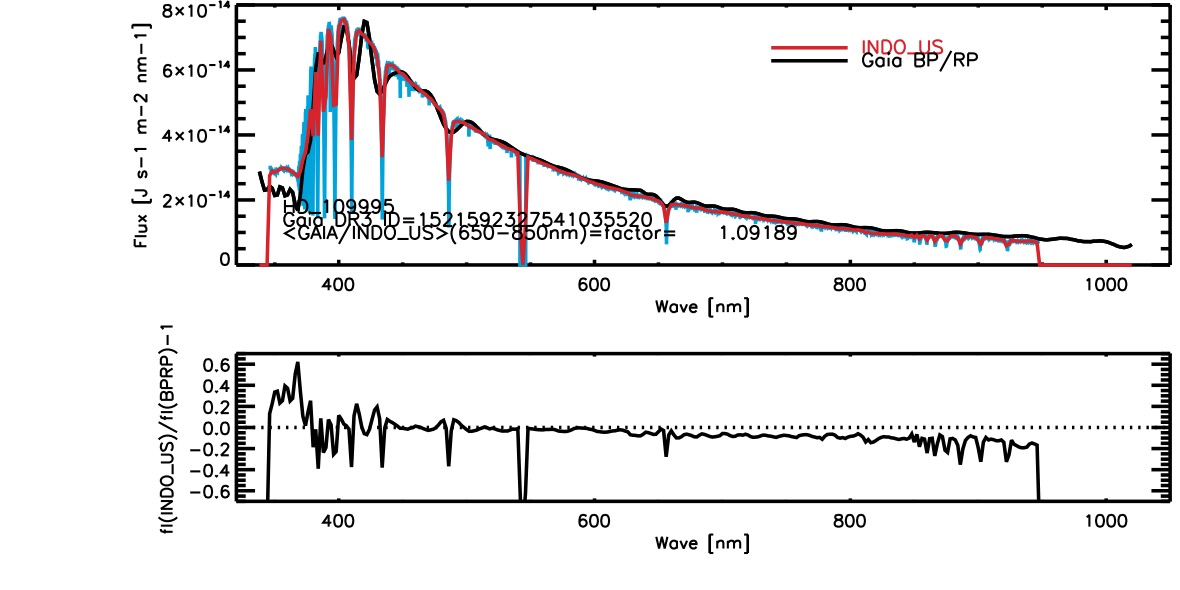 8×10⁻¹⁴
6×10⁻¹⁴
4×10⁻¹⁴
2×10⁻¹⁴
0
Flux [J s−1 m−2 nm−1]
INDO_US
Gaia BP/RP
HD_109995
Gaia DR3 ID=1521592327541035520
<GAIA/INDO_US>(650−850nm)=factor= 1.09189
400 600 800 1000
Wave [nm]
fl(INDO_US)/fl(BPRP)−1
0.6
0.4
0.2
0.0
−0.2
−0.4
−0.6
400 600 800 1000
Wave [nm]